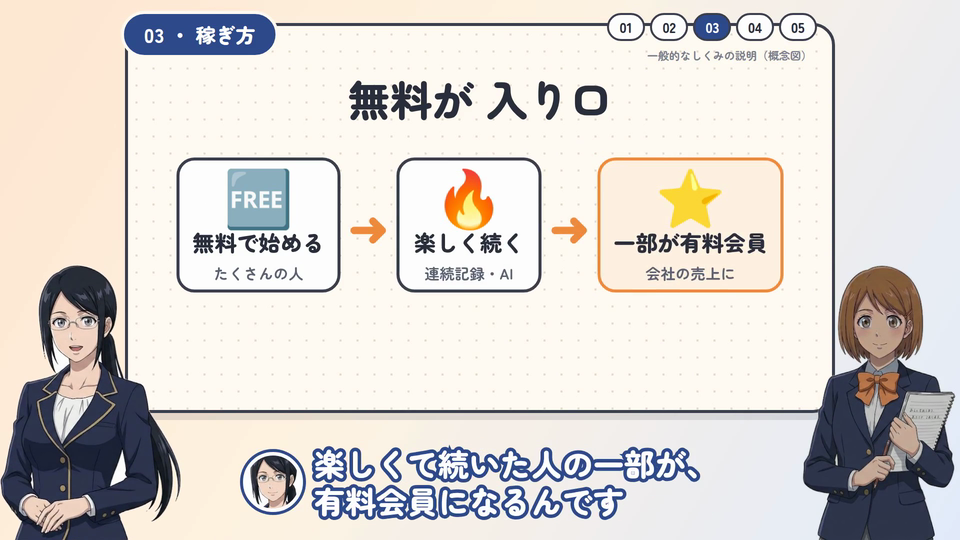 03 ・ 稼ぎ方
01 02 03 04 05
一般的なしくみの説明（概念図）
無料が 入り口
FREE
無料で始める
たくさんの人
楽しく続く
連続記録・AI
一部が有料会員
会社の売上に
楽しくて続いた人の一部が、
有料会員になるんです